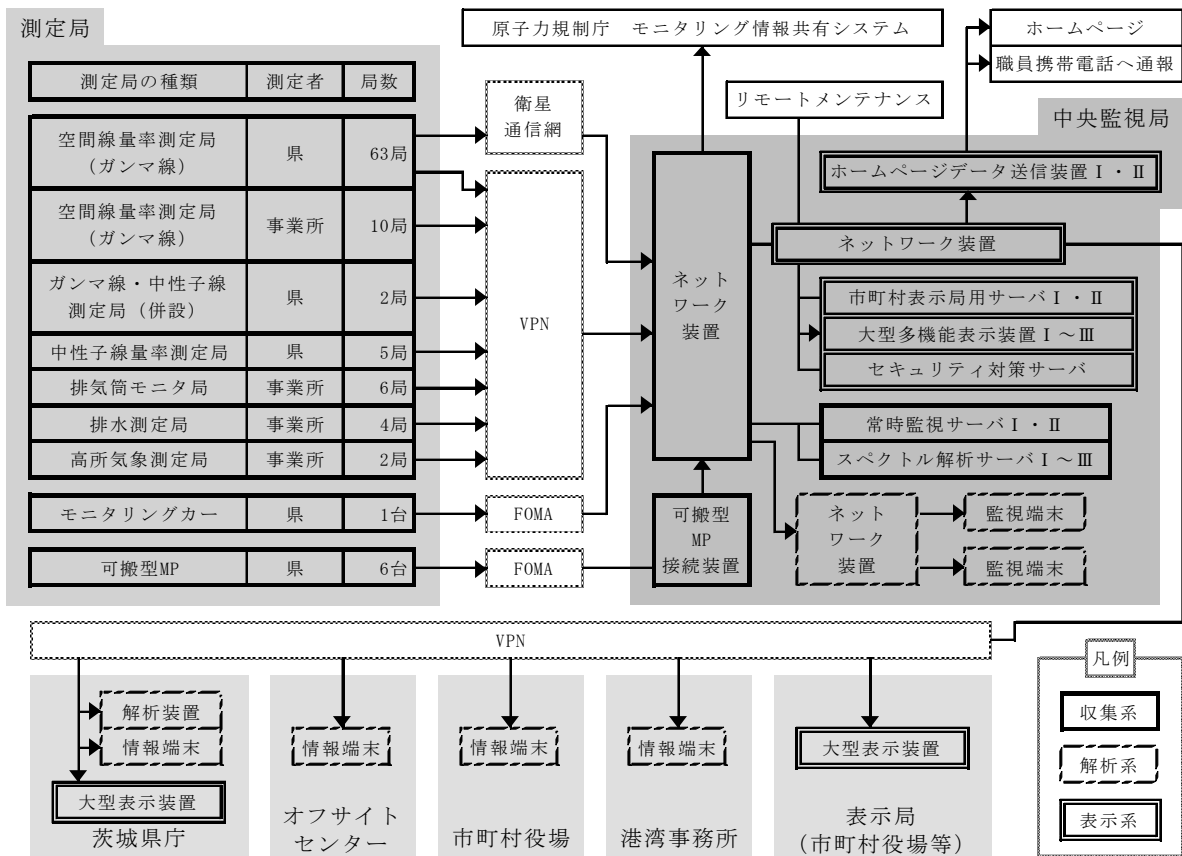 測定局
測定局の種類 測定者 局数
空間線量率測定局
(ガンマ線)
県 63局
空間線量率測定局
(ガンマ線)
事業所 10局
ガンマ線・中性子線
測定局（併設）
県 2局
中性子線量率測定局 県 5局
排気筒モニタ局 事業所 6局
排水測定局 事業所 4局
高所気象測定局 事業所 2局
モニタリングカー 県 1台
可搬型MP 県 6台
衛星
通信網
VPN
FOMA
FOMA
原子力規制庁 モニタリング情報共有システム
ホームページ
職員携帯電話へ通報
リモートメンテナンス
中央監視局
ネット
ワーク
装置
可搬型
MP
接続装置
ホームページデータ送信装置Ⅰ・Ⅱ
ネットワーク装置
市町村表示局用サーバⅠ・Ⅱ
大型多機能表示装置Ⅰ～Ⅲ
セキュリティ対策サーバ
常時監視サーバⅠ・Ⅱ
スペクトル解析サーバⅠ～Ⅲ
ネット
ワーク
装置
監視端末
監視端末
VPN
解析装置
情報端末
大型表示装置
茨城県庁
情報端末
オフサイト
センター
情報端末
市町村役場
情報端末
港湾事務所
大型表示装置
表示局
(市町村役場等)
凡例
収集系
解析系
表示系